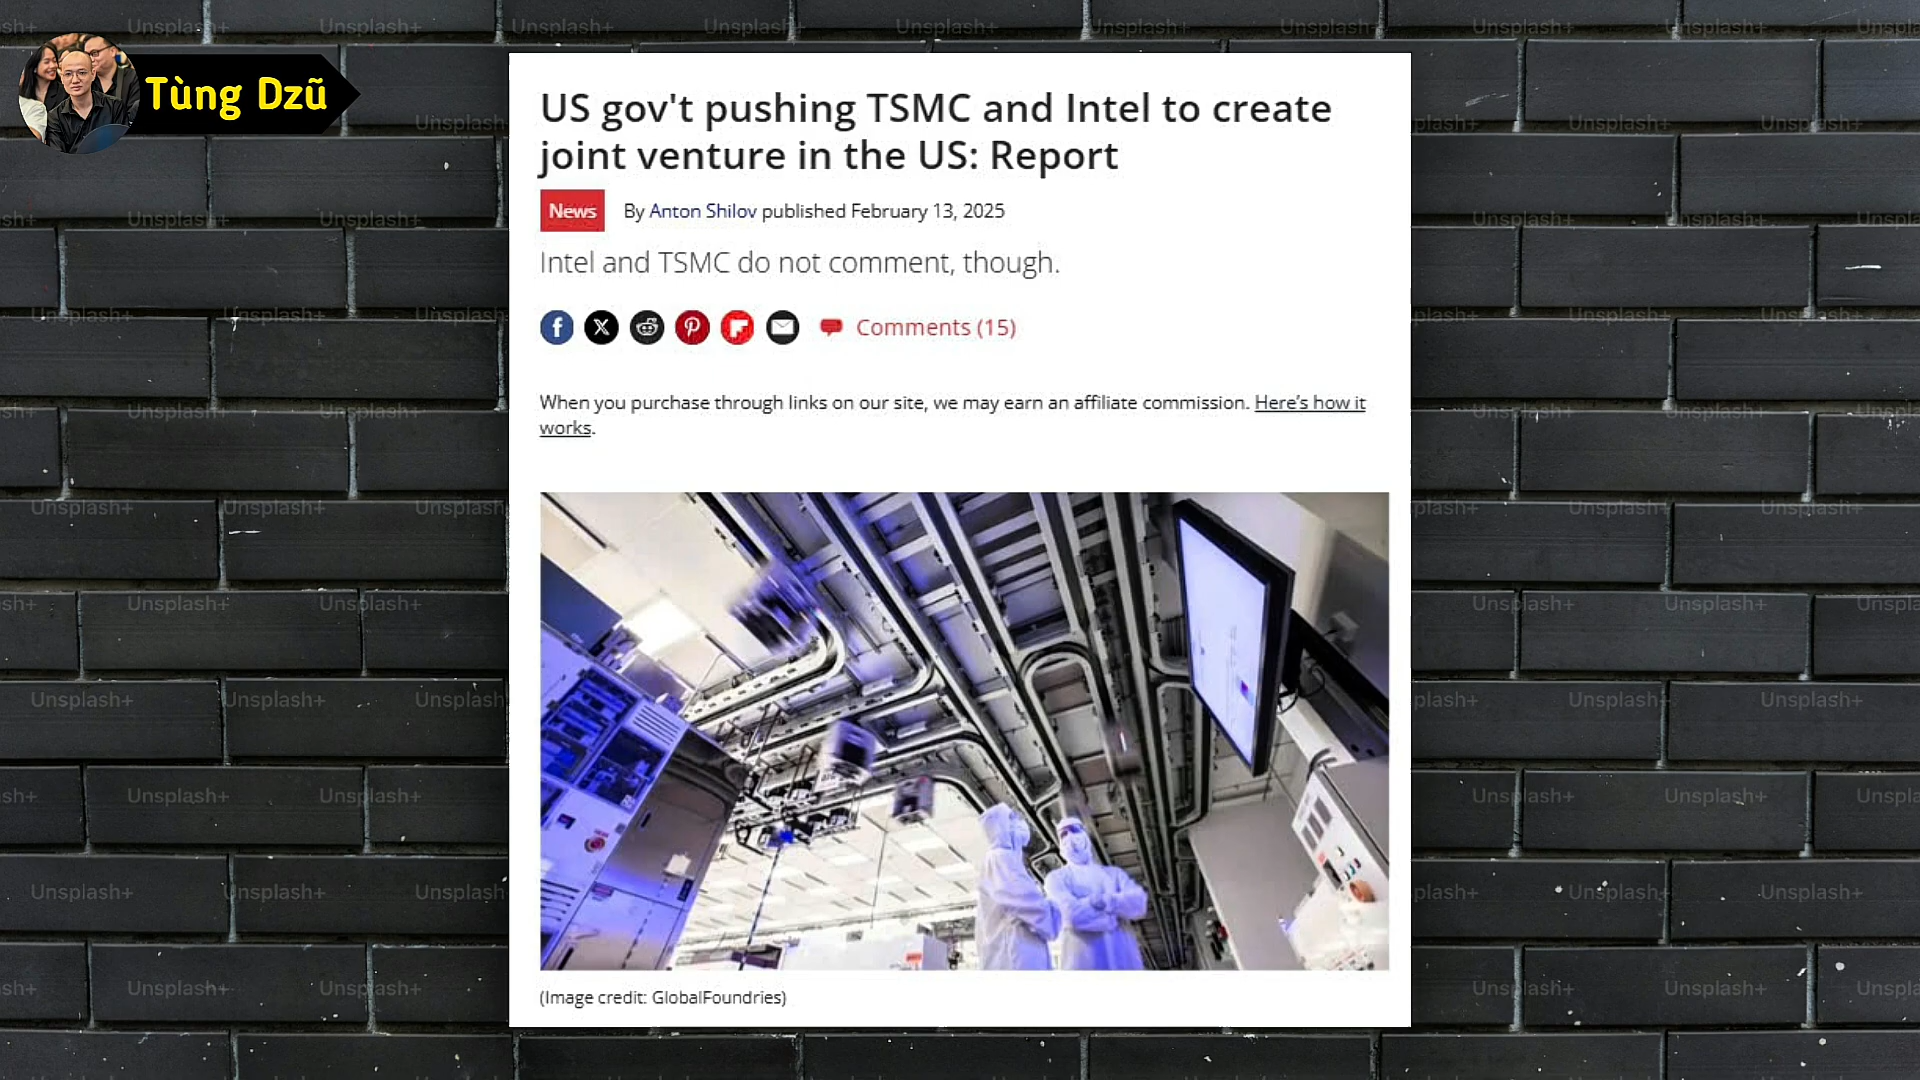 Tùng Dzũ
US gov't pushing TSMC and Intel to create
joint venture in the US: Report
News By Anton Shilov published February 13, 2025
Intel and TSMC do not comment, though.
Comments (15)
When you purchase through links on our site, we may earn an affiliate commission. Here's how it
works.
(Image credit: GlobalFoundries)
Unsplash+